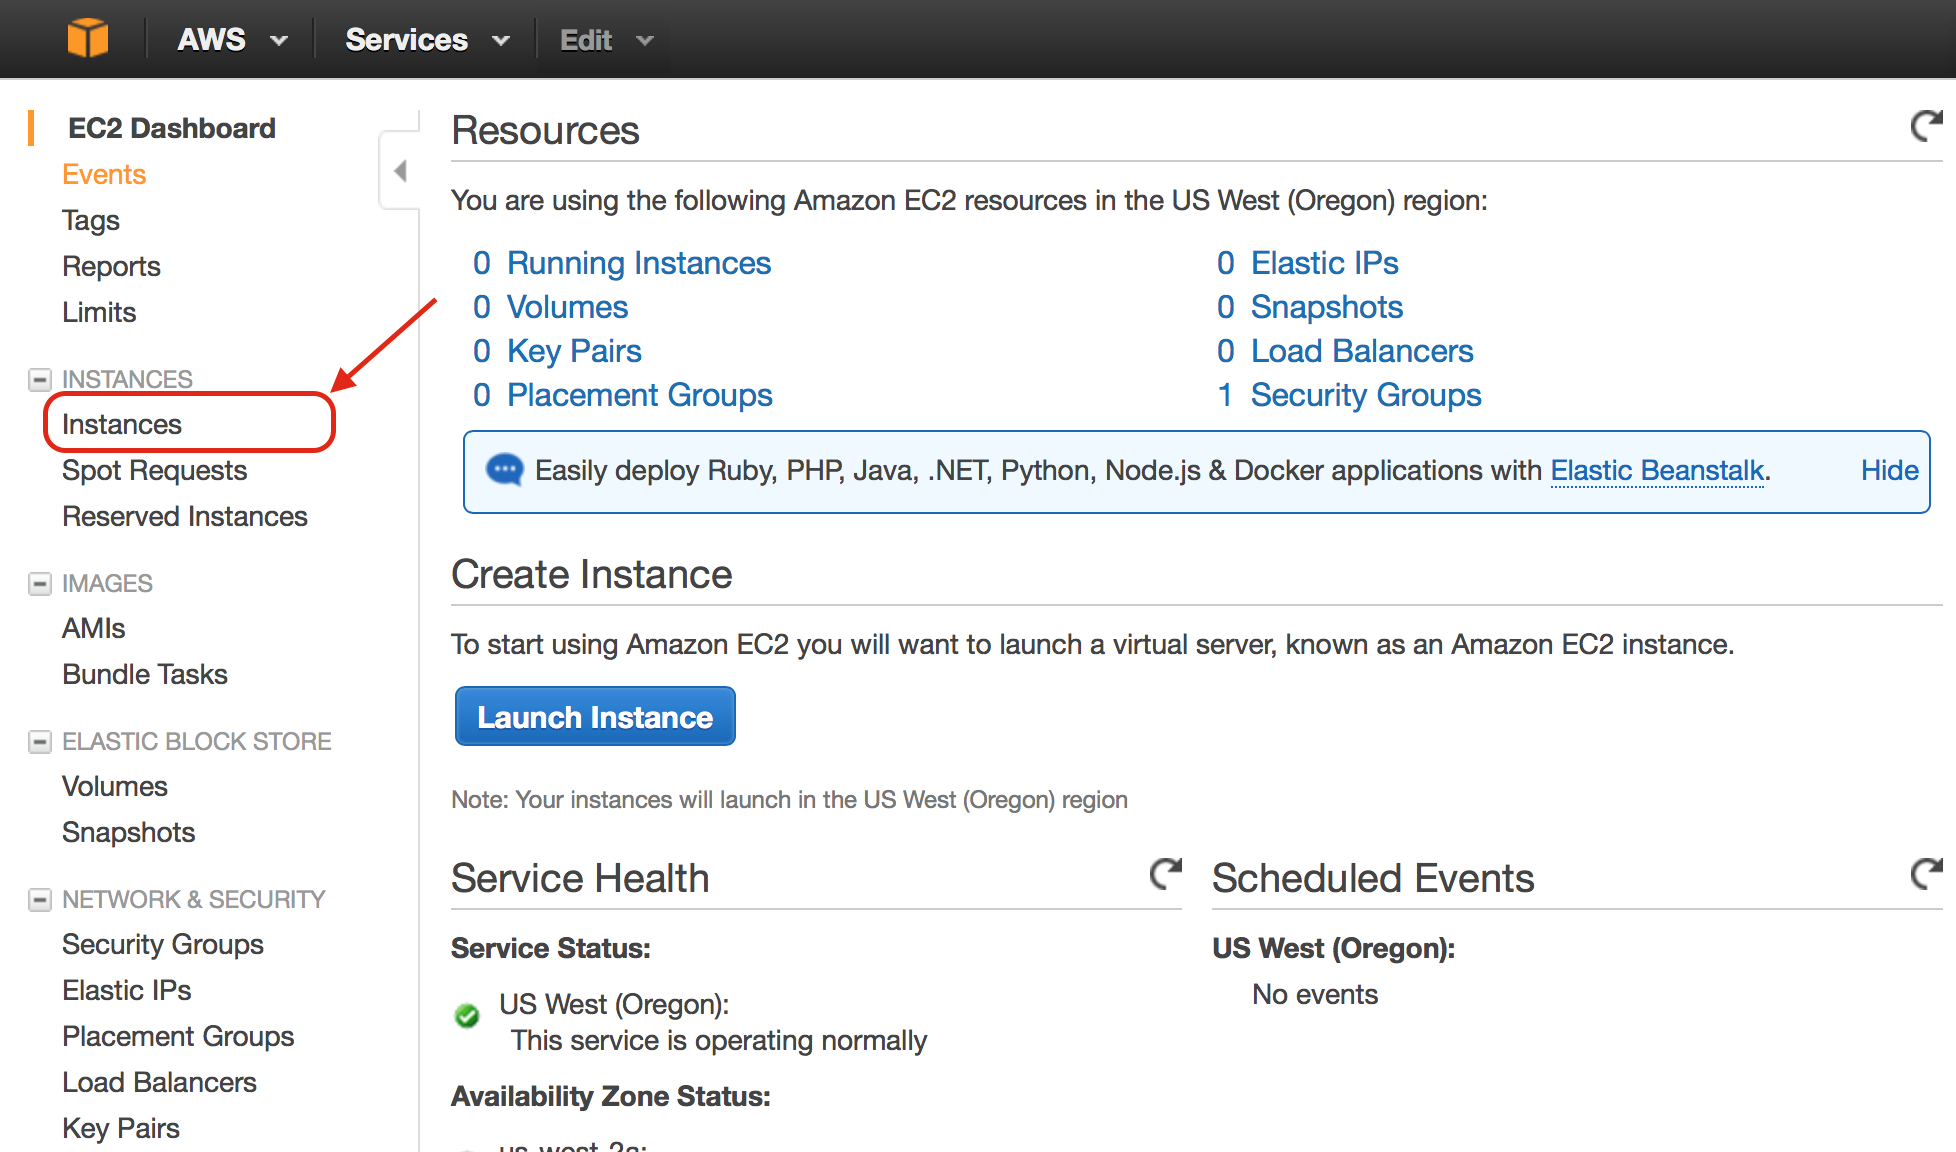 AWS
Services
Edit
EC2 Dashboard
Events
Tags
Reports
Limits
INSTANCES
Instances
Spot Requests
Reserved Instances
IMAGES
AMIs
Bundle Tasks
ELASTIC BLOCK STORE
Volumes
Snapshots
NETWORK & SECURITY
Security Groups
Elastic IPs
Placement Groups
Load Balancers
Key Pairs
Resources
You are using the following Amazon EC2 resources in the US West (Oregon) region:
0 Running Instances
0 Volumes
0 Key Pairs
0 Placement Groups
0 Elastic IPs
0 Snapshots
0 Load Balancers
1 Security Groups
Easily deploy Ruby, PHP, Java, .NET, Python, Node.js & Docker applications with Elastic Beanstalk.
Hide
Create Instance
To start using Amazon EC2 you will want to launch a virtual server, known as an Amazon EC2 instance.
Launch Instance
Note: Your instances will launch in the US West (Oregon) region
Service Health
Service Status:
US West (Oregon):
This service is operating normally
Availability Zone Status:
us-west-2a:
Scheduled Events
US West (Oregon):
No events